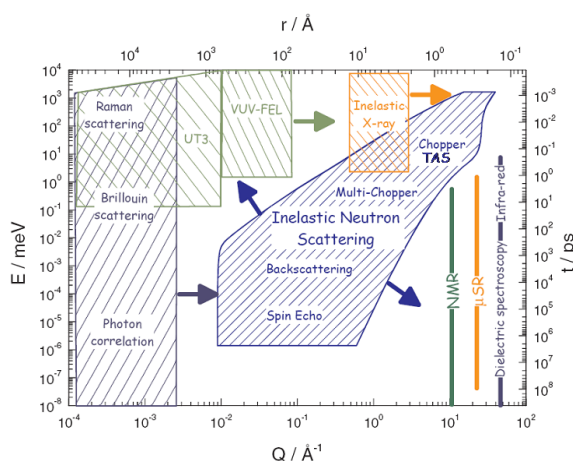 r / Å
10⁴ 10³ 10² 10¹ 10⁰ 10⁻¹
10⁴
10³
10²
10¹
10⁰
10⁻¹
10⁻²
10⁻³
10⁻⁴
10⁻⁵
10⁻⁶
10⁻⁷
10⁻⁸
E / meV
Raman
scattering
UT3
VUV-FEL
Inelastic
X-ray
Chopper
TAS
Brillouin
scattering
Multi-Chopper
Inelastic Neutron
Scattering
Backscattering
Spin Echo
Photon
correlation
NMR
µSR
Dielectric spectroscopy
Infra-red
10⁻³
10⁻²
10⁻¹
10⁰
10¹
10²
10³
10⁴
10⁵
10⁶
10⁷
10⁸
t / ps
10⁻⁴ 10⁻³ 10⁻² 10⁻¹ 10⁰ 10¹ 10²
Q / Å⁻¹